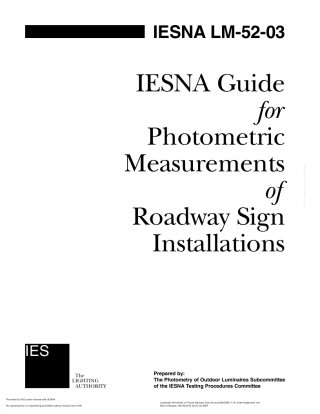 IESNA LM-52-03
IESNA Guide
for
Photometric
Measurements
of
Roadway Sign
Installations
IES
The
LIGHTING
AUTHORITY
Prepared by:
The Photometry of Outdoor Luminaires Subcommittee
of the IESNA Testing Procedures Committee